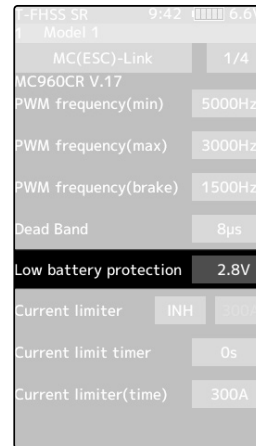 T-FHSS SR 9:42 6.6V
1 Model 1
MC(ESC)-Link 1/4
MC960CR V.17
PWM frequency(min) 5000Hz
PWM frequency(max) 3000Hz
PWM frequency(brake) 1500Hz
Dead Band 8µs
Low battery protection 2.8V
Current limiter INH 300A
Current limit timer 0s
Current limiter(time) 300A